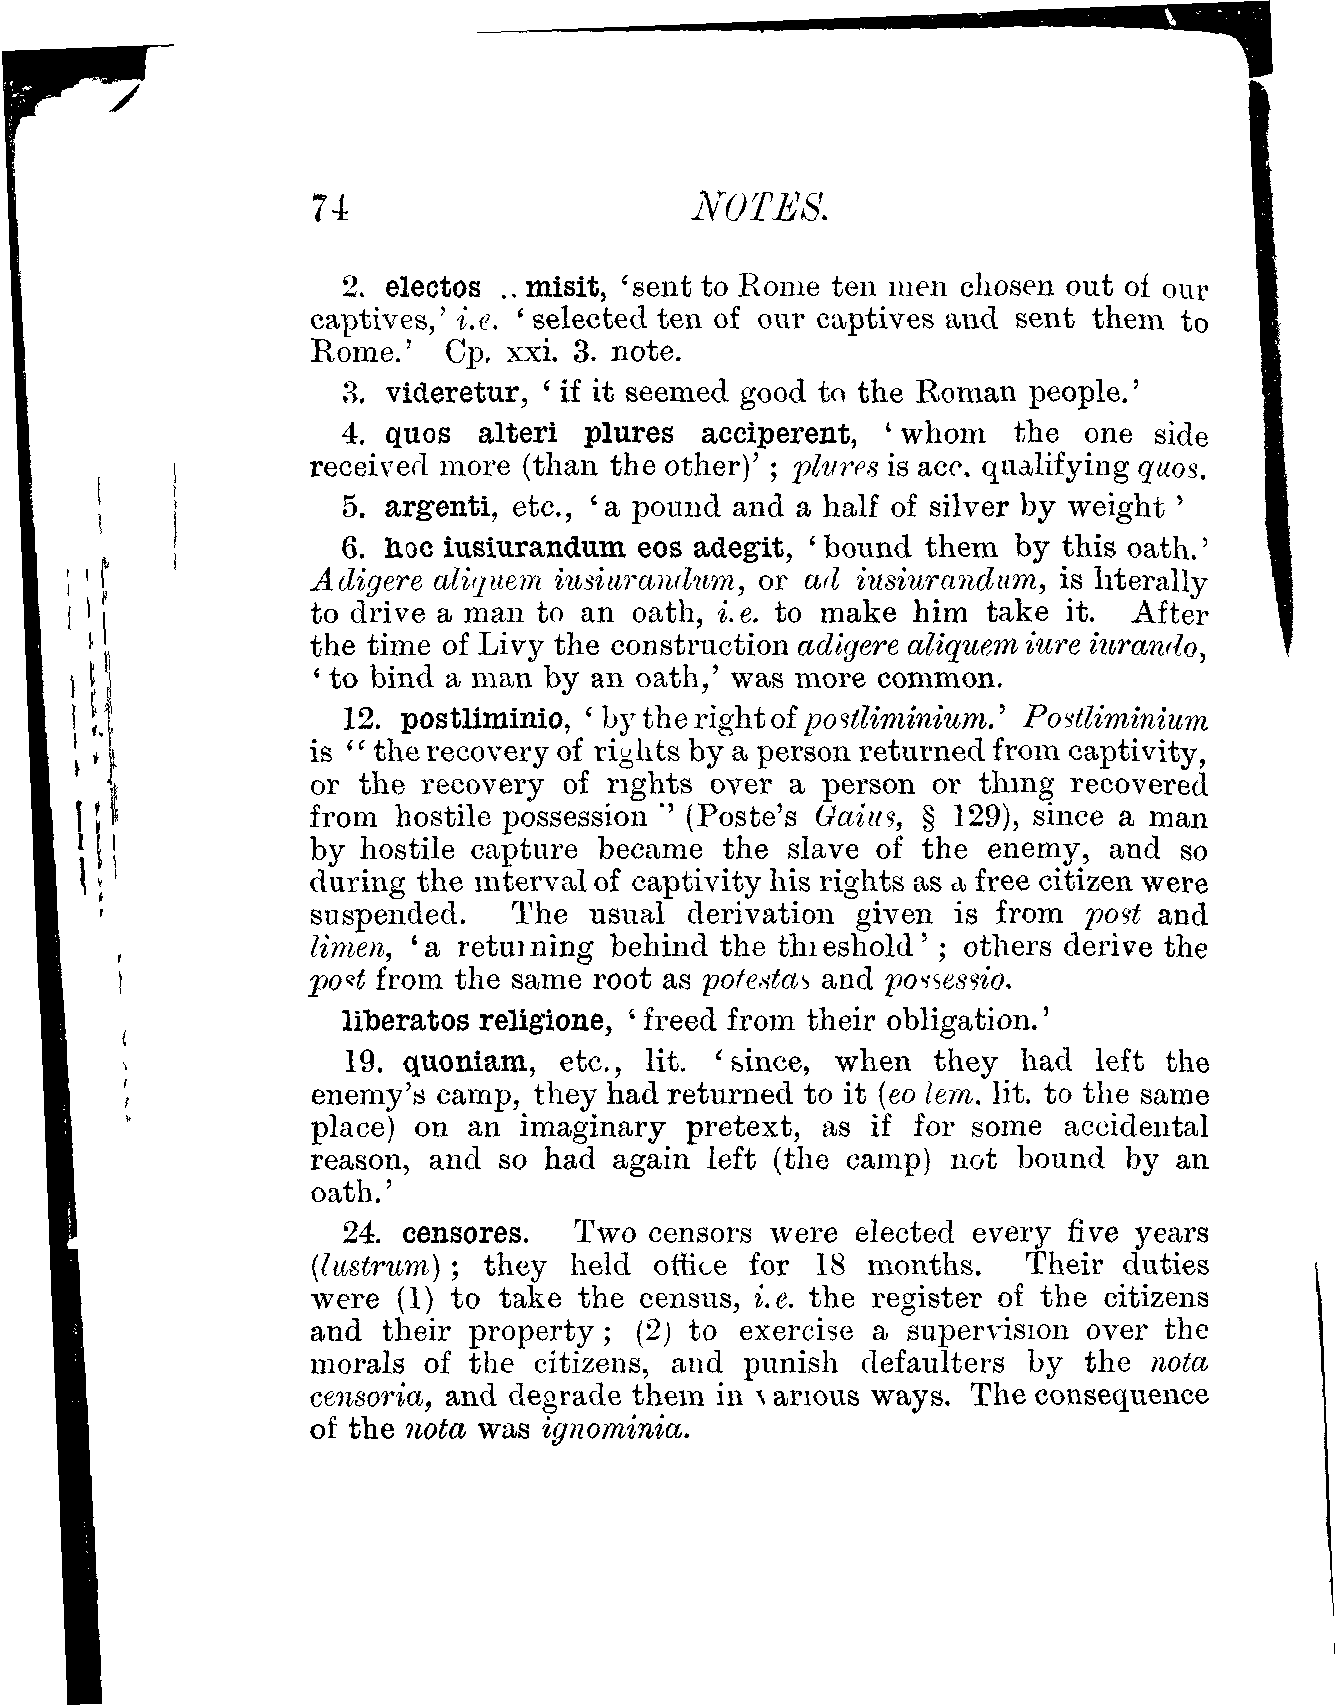 74 NOTES.
2. electos .. misit, ‘sent to Rome ten men chosen out of our
captives,’ i.e. ‘selected ten of our captives and sent them to
Rome.’ Cp. xxi. 3. note.
3. videretur, ‘if it seemed good to the Roman people.’
4. quos alteri plures acciperent, ‘whom the one side
received more (than the other)’; plures is acc. qualifying quos.
5. argenti, etc., ‘a pound and a half of silver by weight’
6. hoc iusiurandum eos adegit, ‘bound them by this oath.’
Adigere aliquem iusiurandum, or ad iusiurandum, is literally
to drive a man to an oath, i.e. to make him take it. After
the time of Livy the construction adigere aliquem iure iurando,
‘to bind a man by an oath,’ was more common.
12. postliminio, ‘by the right of postliminium.’ Postliminium
is “the recovery of rights by a person returned from captivity,
or the recovery of rights over a person or thing recovered
from hostile possession” (Poste’s Gaius, § 129), since a man
by hostile capture became the slave of the enemy, and so
during the interval of captivity his rights as a free citizen were
suspended. The usual derivation given is from post and
limen, ‘a returning behind the threshold’; others derive the
post from the same root as potestas and possessio.
liberatos religione, ‘freed from their obligation.’
19. quoniam, etc., lit. ‘since, when they had left the
enemy’s camp, they had returned to it (eo lem. lit. to the same
place) on an imaginary pretext, as if for some accidental
reason, and so had again left (the camp) not bound by an
oath.’
24. censores. Two censors were elected every five years
(lustrum); they held office for 18 months. Their duties
were (1) to take the census, i.e. the register of the citizens
and their property; (2) to exercise a supervision over the
morals of the citizens, and punish defaulters by the nota
censoria, and degrade them in various ways. The consequence
of the nota was ignominia.